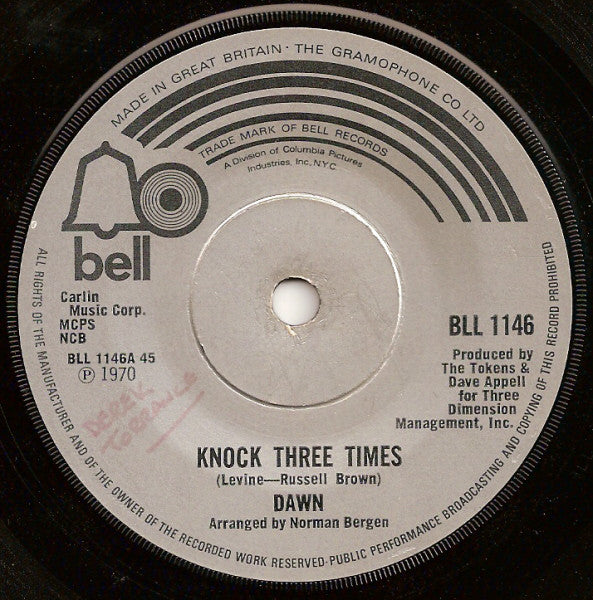 MADE IN GREAT BRITAIN · THE GRAMOPHONE CO LTD
TRADE MARK OF BELL RECORDS
A Division of Columbia Pictures
Industries, Inc, N.Y.C.
bell
Carlin
Music Corp.
MCPS
NCB
BLL 1146A 45
Ⓟ 1970
BLL 1146
Produced by
The Tokens &
Dave Appell
for Three
Dimension
Management, Inc.
DEREK
TORRANCE
KNOCK THREE TIMES
(Levine—Russell Brown)
DAWN
Arranged by Norman Bergen
ALL RIGHTS OF THE MANUFACTURER AND OF THE OWNER OF THE RECORDED WORK RESERVED·PUBLIC PERFORMANCE BROADCASTING AND COPYING OF THIS RECORD PROHIBITED